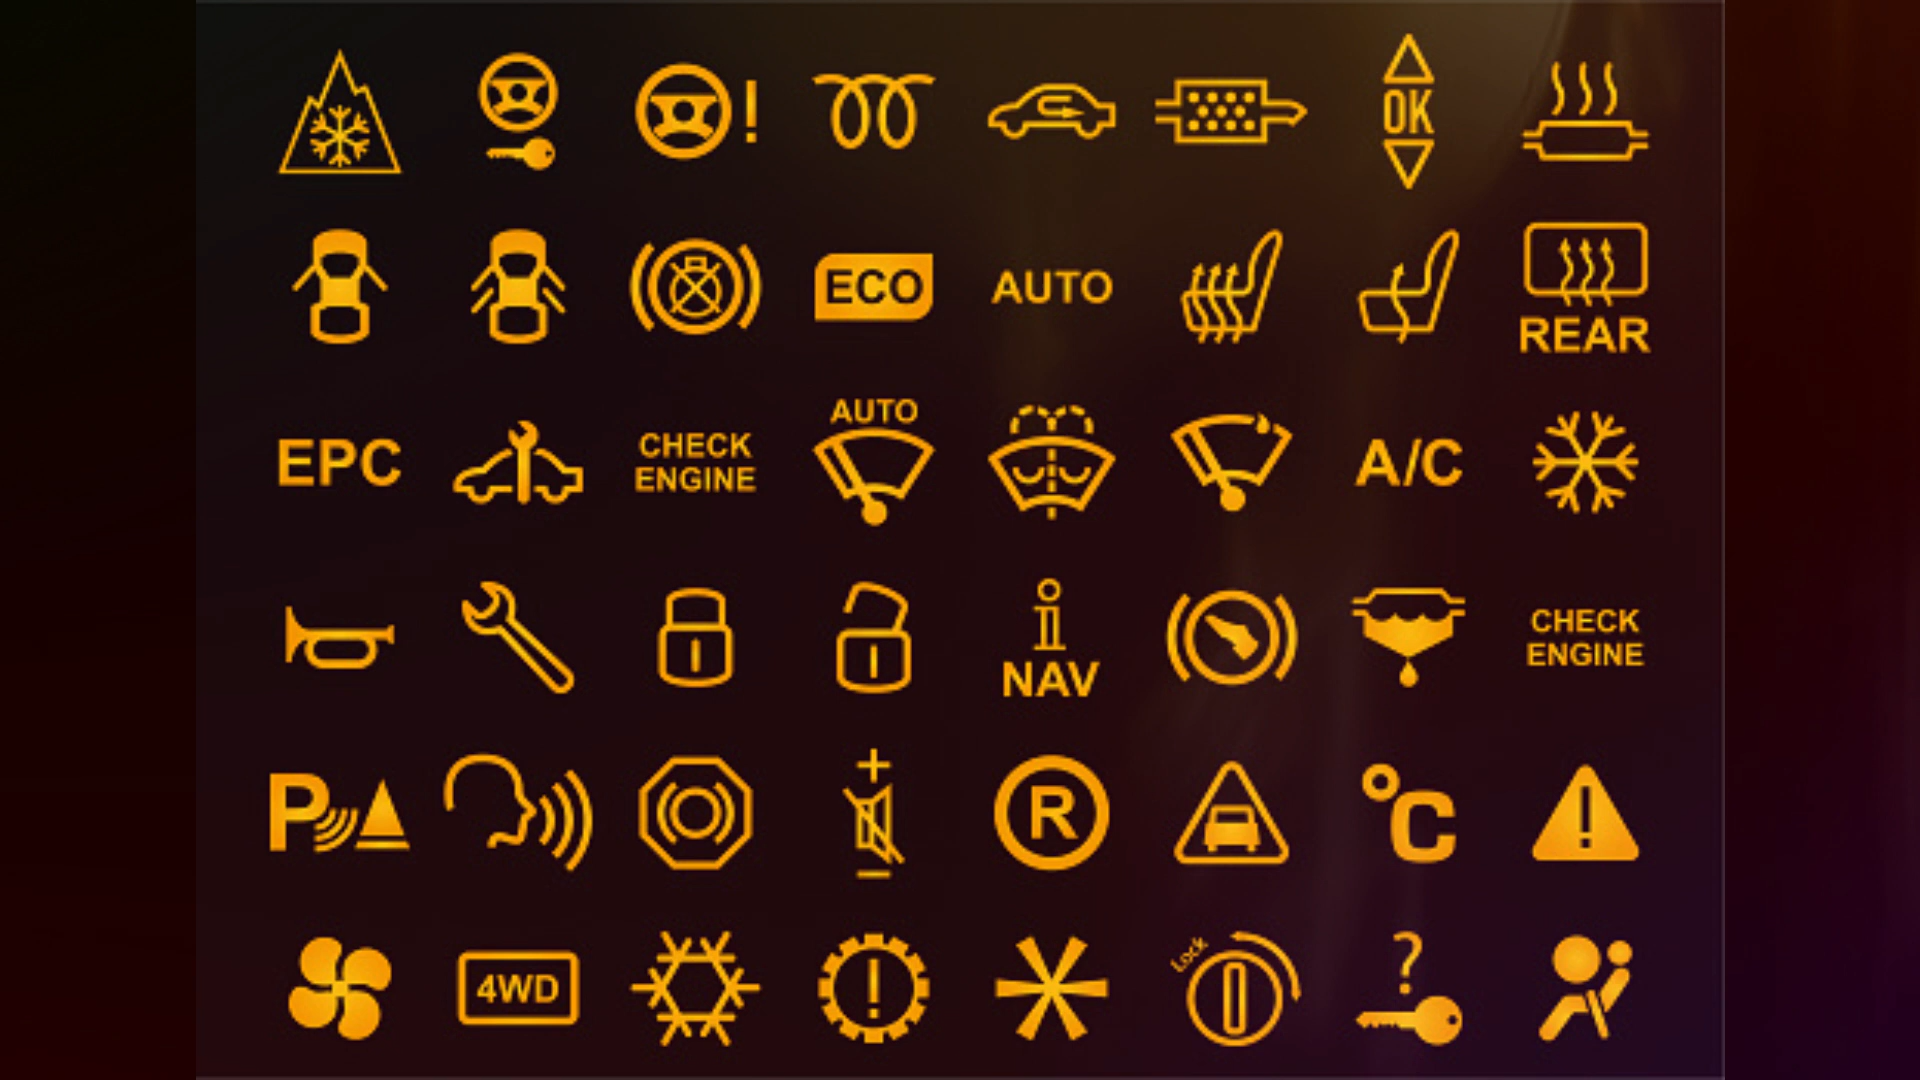 !
OK
ECO
AUTO
REAR
EPC
CHECK
ENGINE
AUTO
A/C
i
NAV
CHECK
ENGINE
P
+
−
R
°C
!
4WD
!
Lock
?